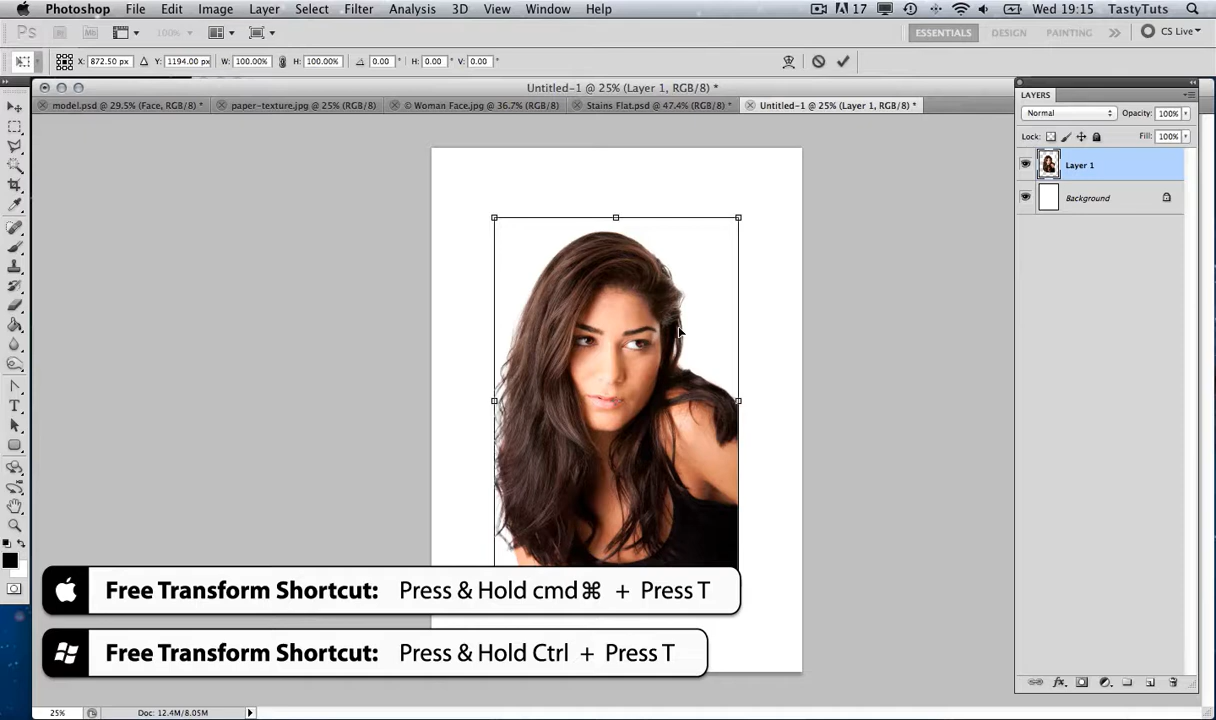 Photoshop File Edit Image Layer Select Filter Analysis 3D View Window Help 17 Wed 19:15 TastyTuts
Ps Br Mb 100% ESSENTIALS DESIGN PAINTING >> CS Live
X: 872.50 px Y: 1194.00 px W: 100.00% H: 100.00% 0.00 ° H: 0.00 ° V: 0.00 °
Untitled-1 @ 25% (Layer 1, RGB/8) *
model.psd @ 29.5% (Face, RGB/8) * paper-texture.jpg @ 25% (RGB/8) © Woman Face.jpg @ 36.7% (RGB/8) Stains Flat.psd @ 47.4% (RGB/8) * Untitled-1 @ 25% (Layer 1, RGB/8) *
LAYERS
Normal Opacity: 100%
Lock: Fill: 100%
Layer 1
Background
Free Transform Shortcut: Press & Hold cmd⌘ + Press T
Free Transform Shortcut: Press & Hold Ctrl + Press T
25% Doc: 12.4M/8.05M